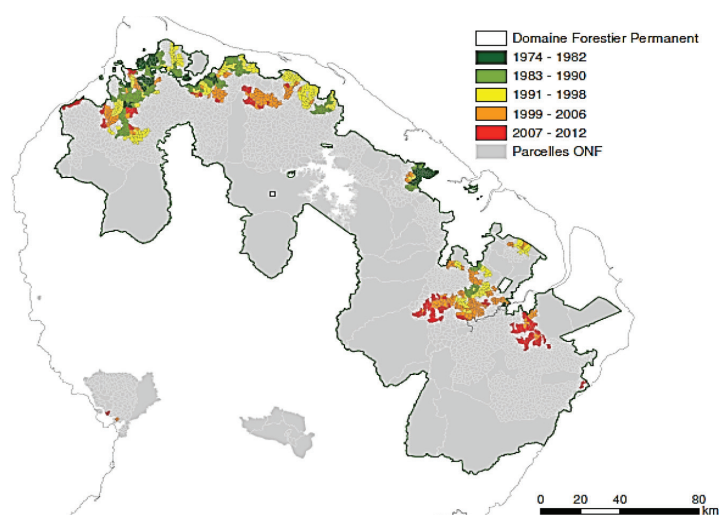 Domaine Forestier Permanent
1974 - 1982
1983 - 1990
1991 - 1998
1999 - 2006
2007 - 2012
Parcelles ONF
0 20 40 80
km